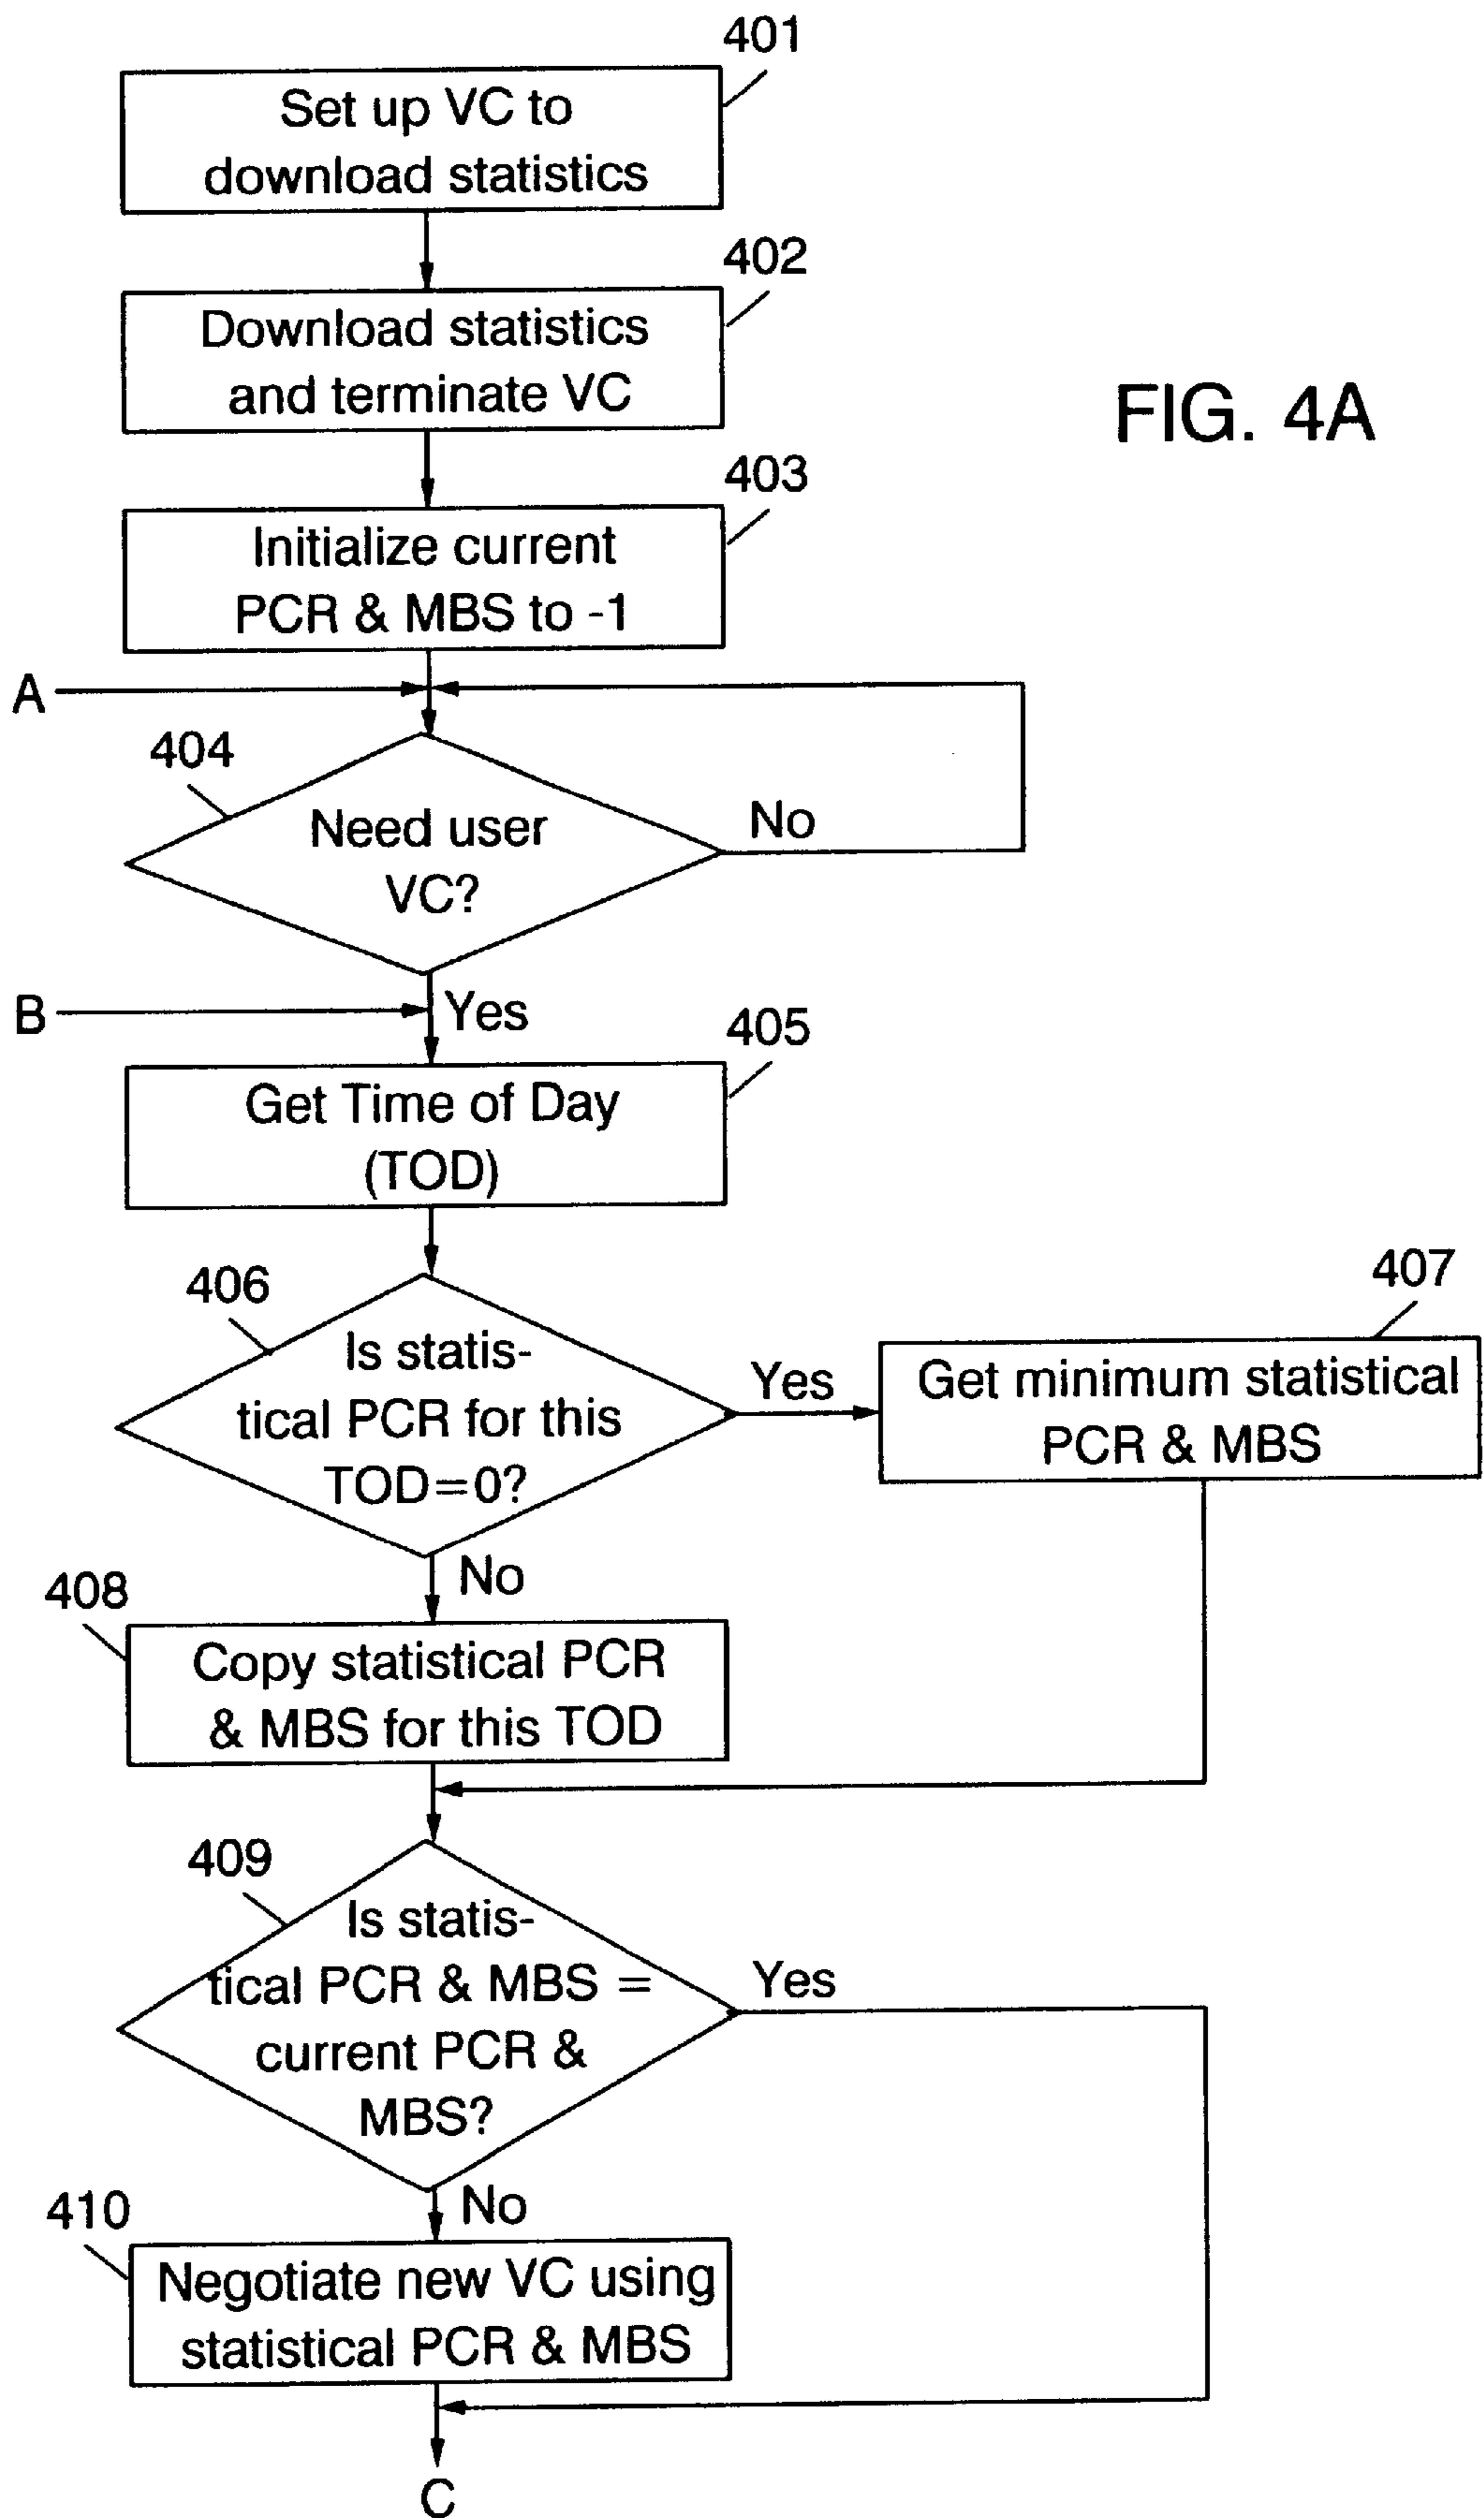 401
Set up VC to
download statistics
402
Download statistics
and terminate VC
FIG. 4A
403
Initialize current
PCR & MBS to -1
A
404
Need user
VC?
No
B
Yes
405
Get Time of Day
(TOD)
406
Is statis-
tical PCR for this
TOD=0?
Yes
407
Get minimum statistical
PCR & MBS
No
408
Copy statistical PCR
& MBS for this TOD
409
Is statis-
tical PCR & MBS =
current PCR &
MBS?
Yes
No
410
Negotiate new VC using
statistical PCR & MBS
C